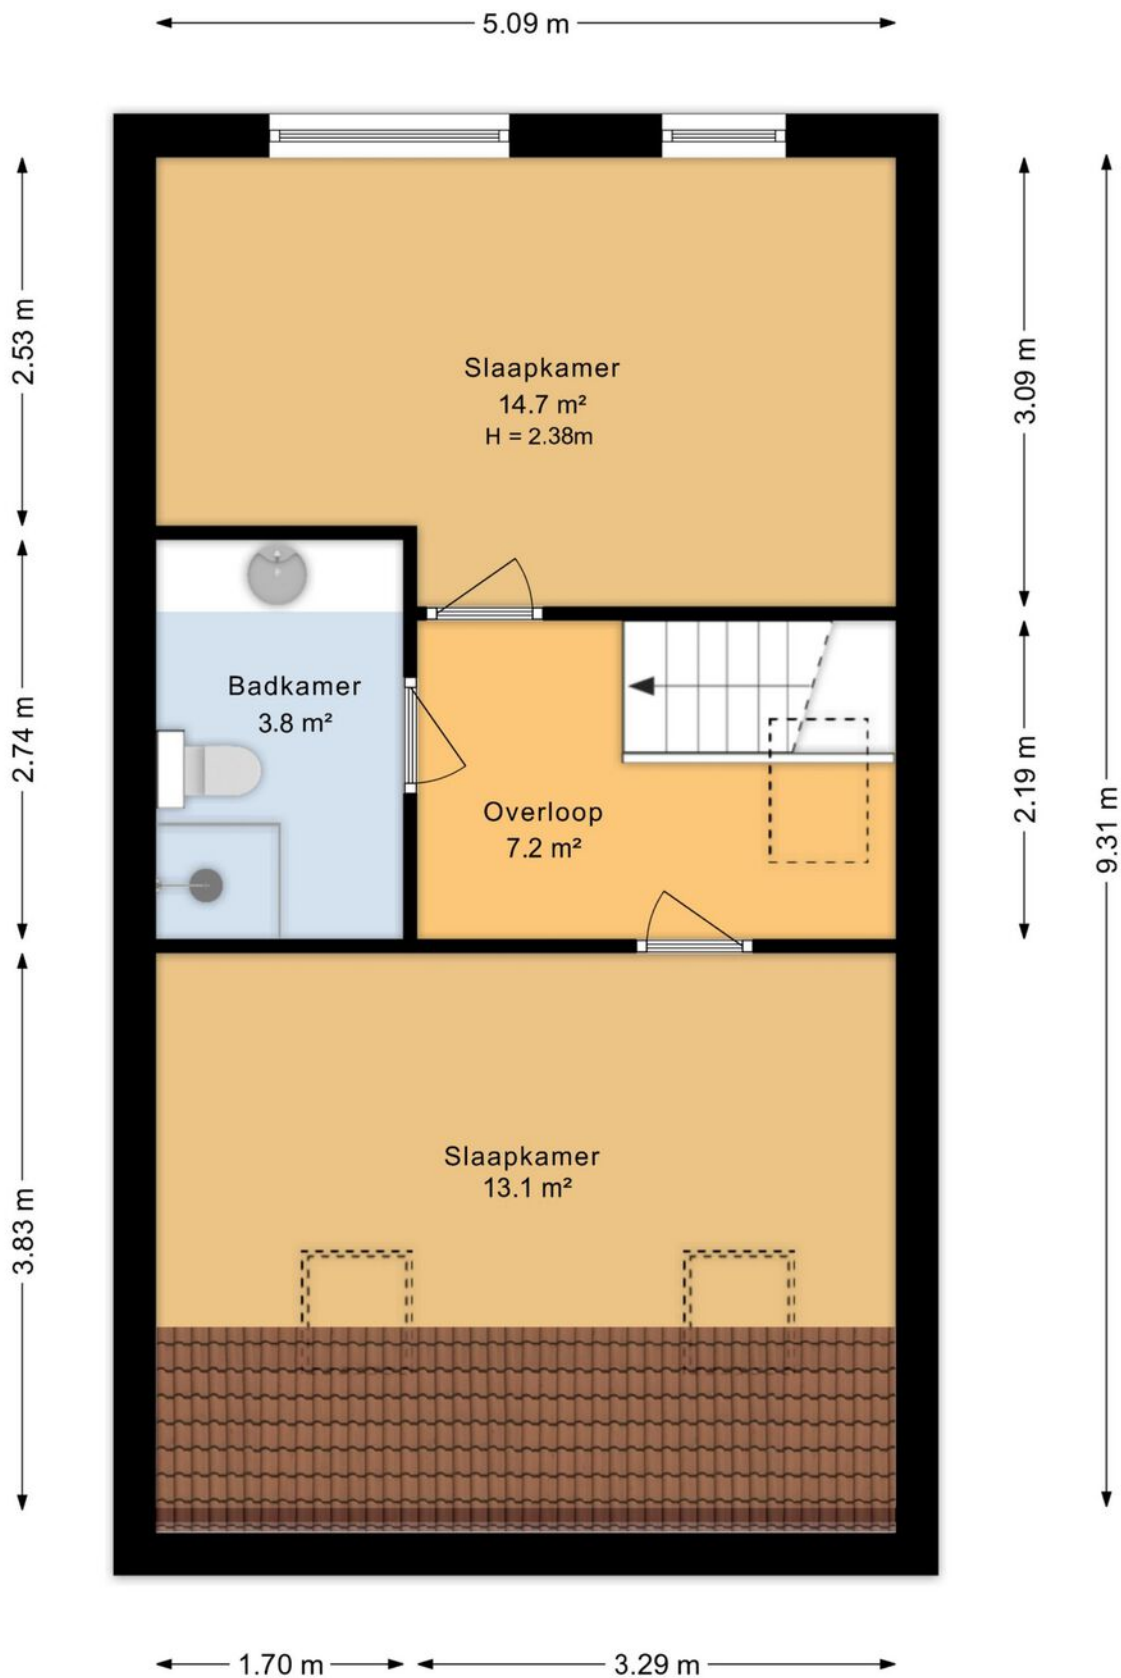 5.09 m
2.53 m
3.09 m
Slaapkamer
14.7 m²
H = 2.38m
Badkamer
3.8 m²
2.74 m
2.19 m
9.31 m
Overloop
7.2 m²
Slaapkamer
13.1 m²
3.83 m
1.70 m
3.29 m